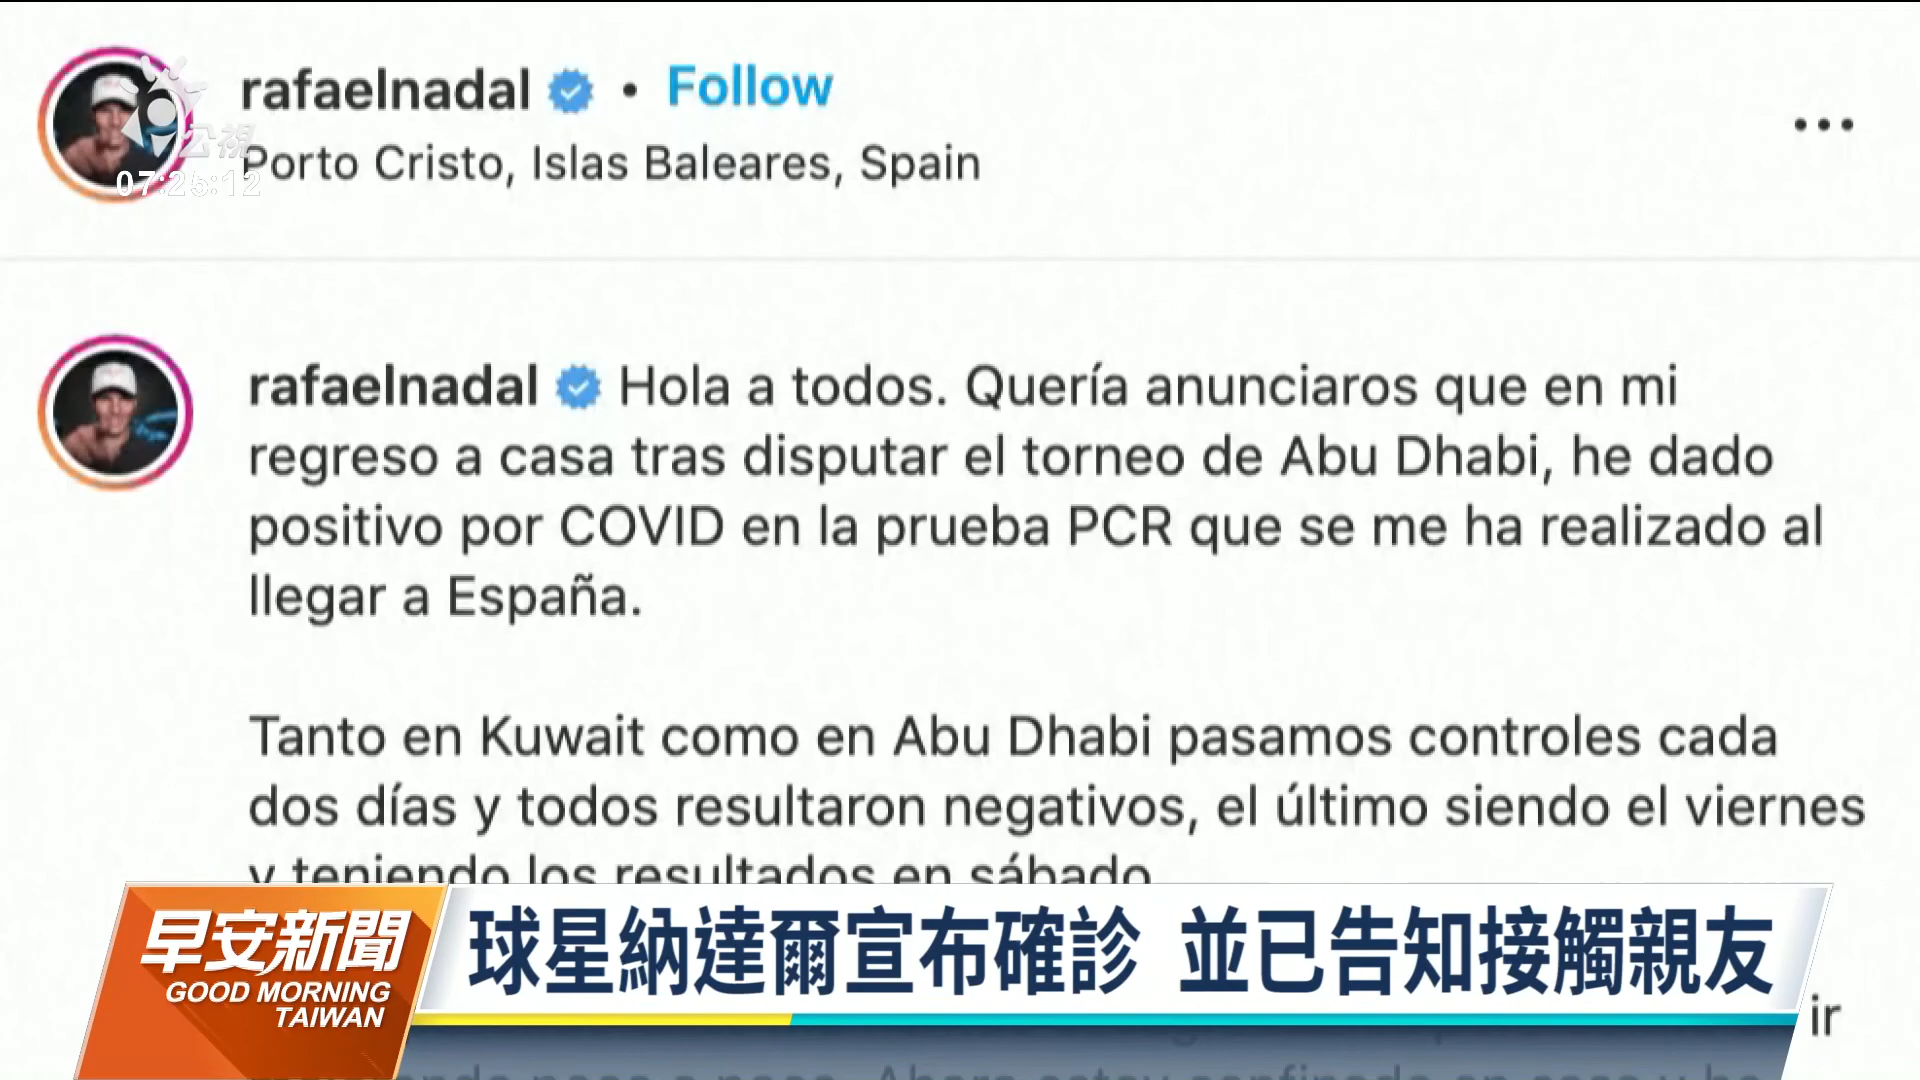 rafaelnadal • Follow
公視
Porto Cristo, Islas Baleares, Spain
07:25:12
rafaelnadal Hola a todos. Quería anunciaros que en mi
regreso a casa tras disputar el torneo de Abu Dhabi, he dado
positivo por COVID en la prueba PCR que se me ha realizado al
llegar a España.
Tanto en Kuwait como en Abu Dhabi pasamos controles cada
dos días y todos resultaron negativos, el último siendo el viernes
y teniendo los resultados en sábado.
早安新聞
GOOD MORNING
TAIWAN
球星納達爾宣布確診 並已告知接觸親友
ir